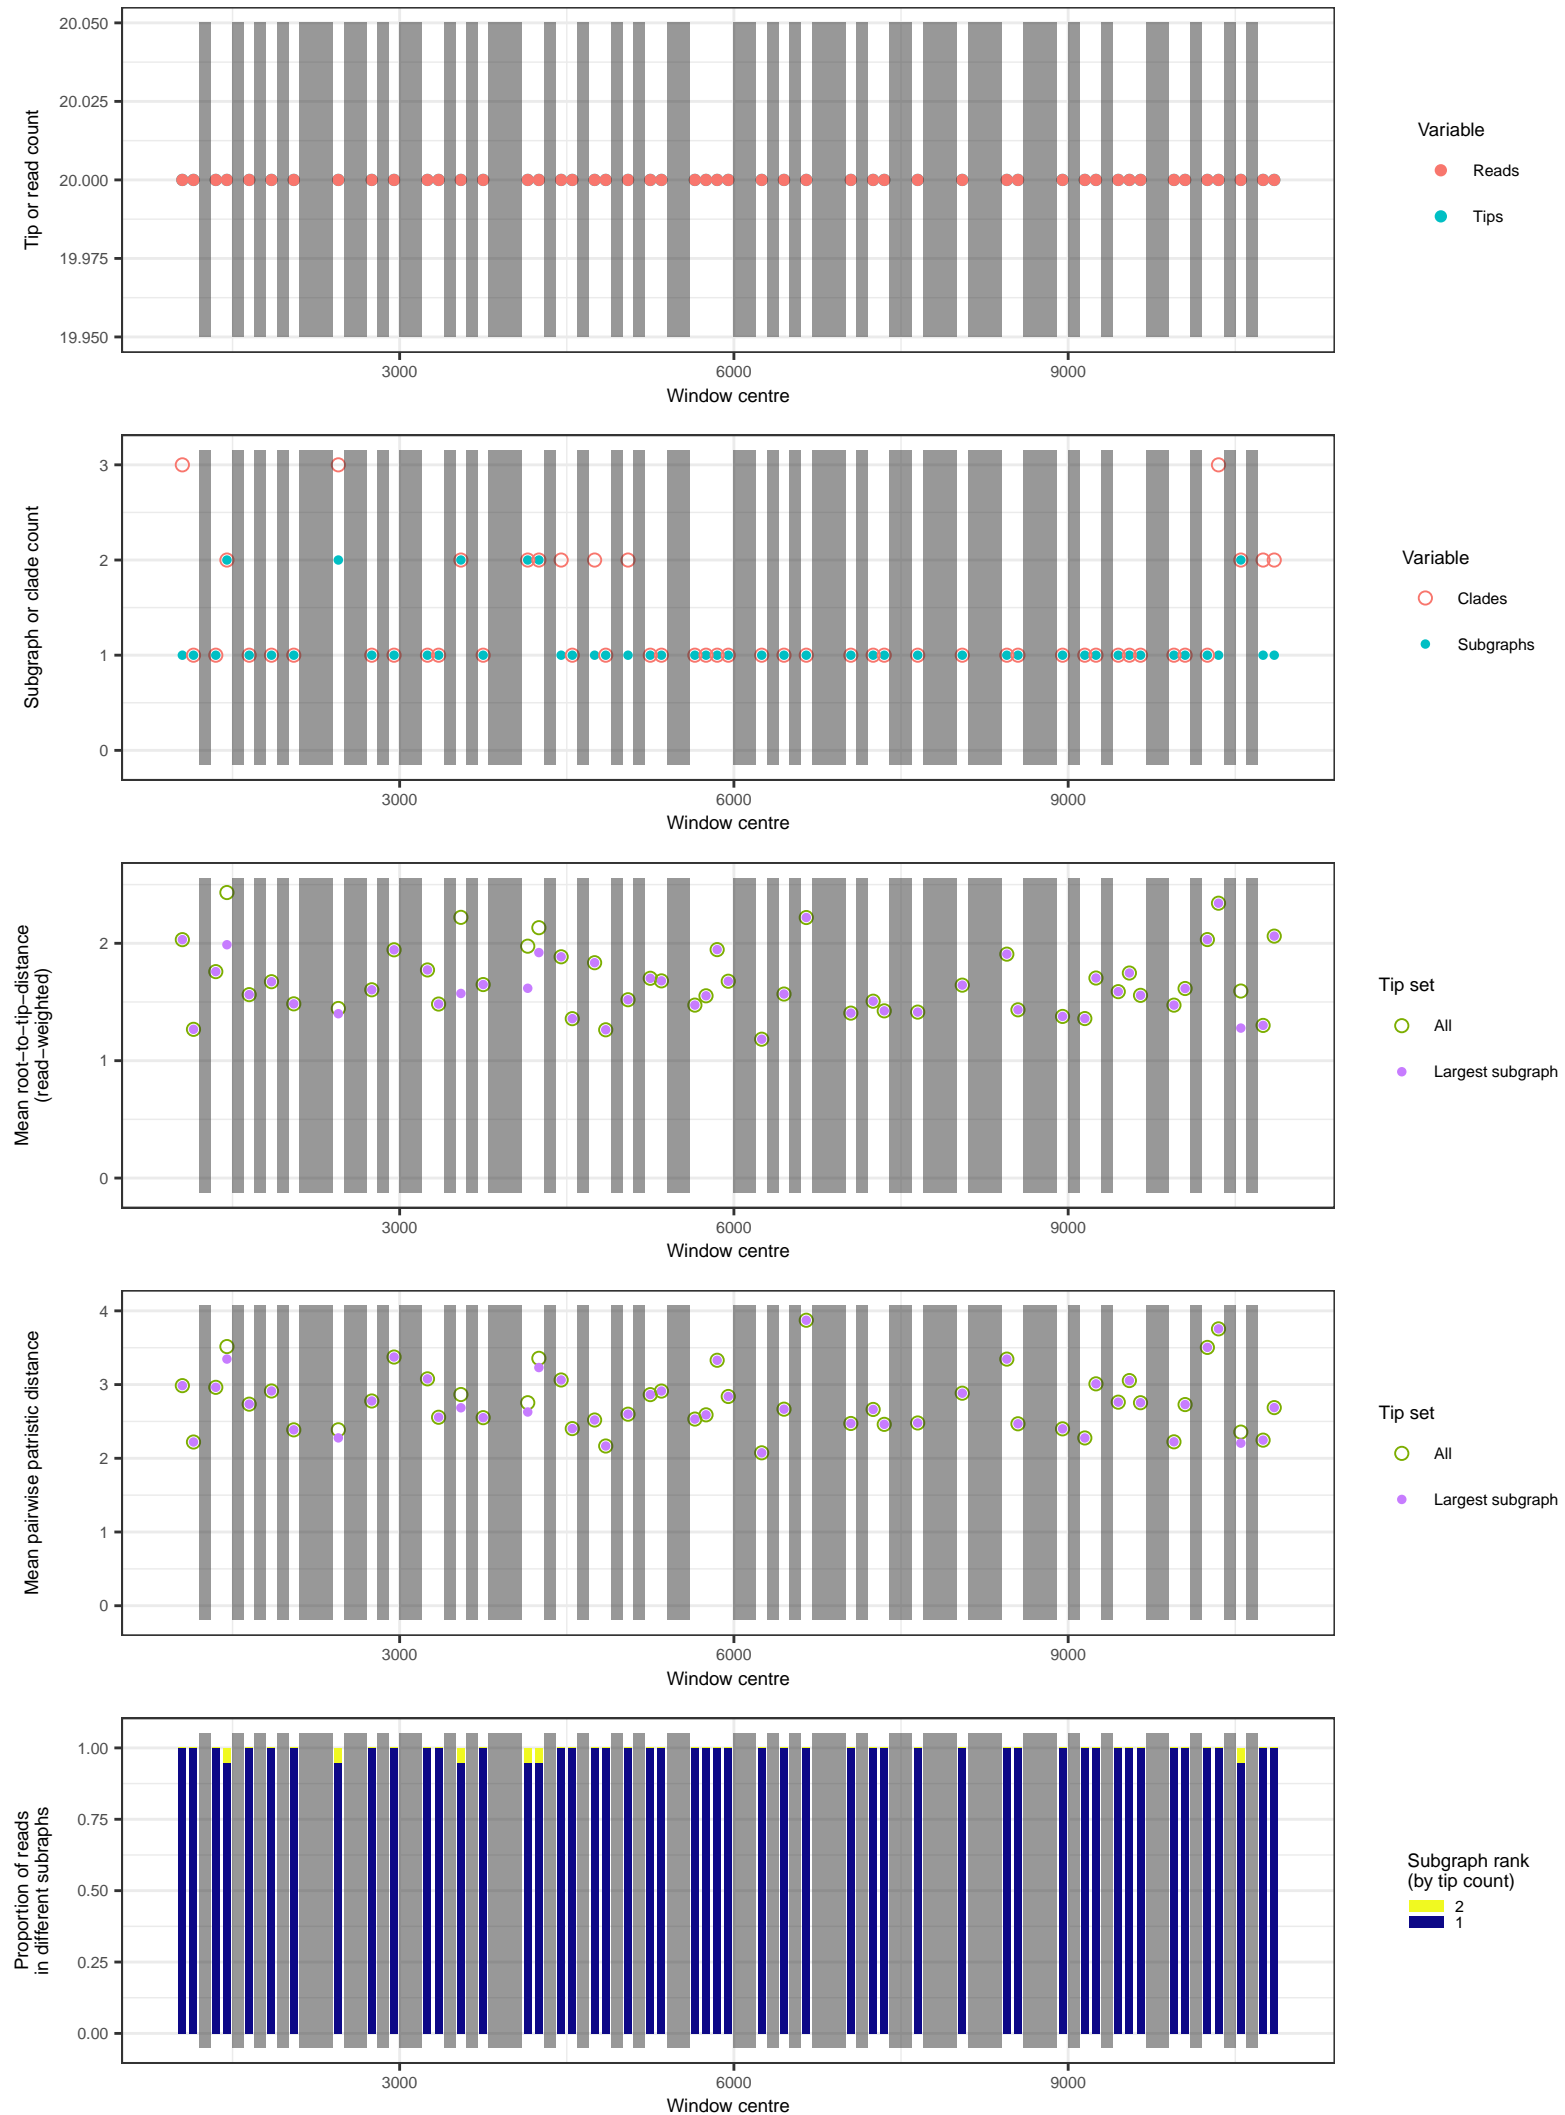 20.050
20.025
20.000
19.975
19.950
Tip or read count
3000
6000
9000
Window centre
Variable
Reads
Tips
3
2
1
0
Subgraph or clade count
3000
6000
9000
Window centre
Variable
Clades
Subgraphs
2
1
0
Mean root−to−tip−distance
(read−weighted)
3000
6000
9000
Window centre
Tip set
All
Largest subgraph
4
3
2
1
0
Mean pairwise patristic distance
3000
6000
9000
Window centre
Tip set
All
Largest subgraph
1.00
0.75
0.50
0.25
0.00
Proportion of reads
in different subraphs
3000
6000
9000
Window centre
Subgraph rank
(by tip count)
2
1